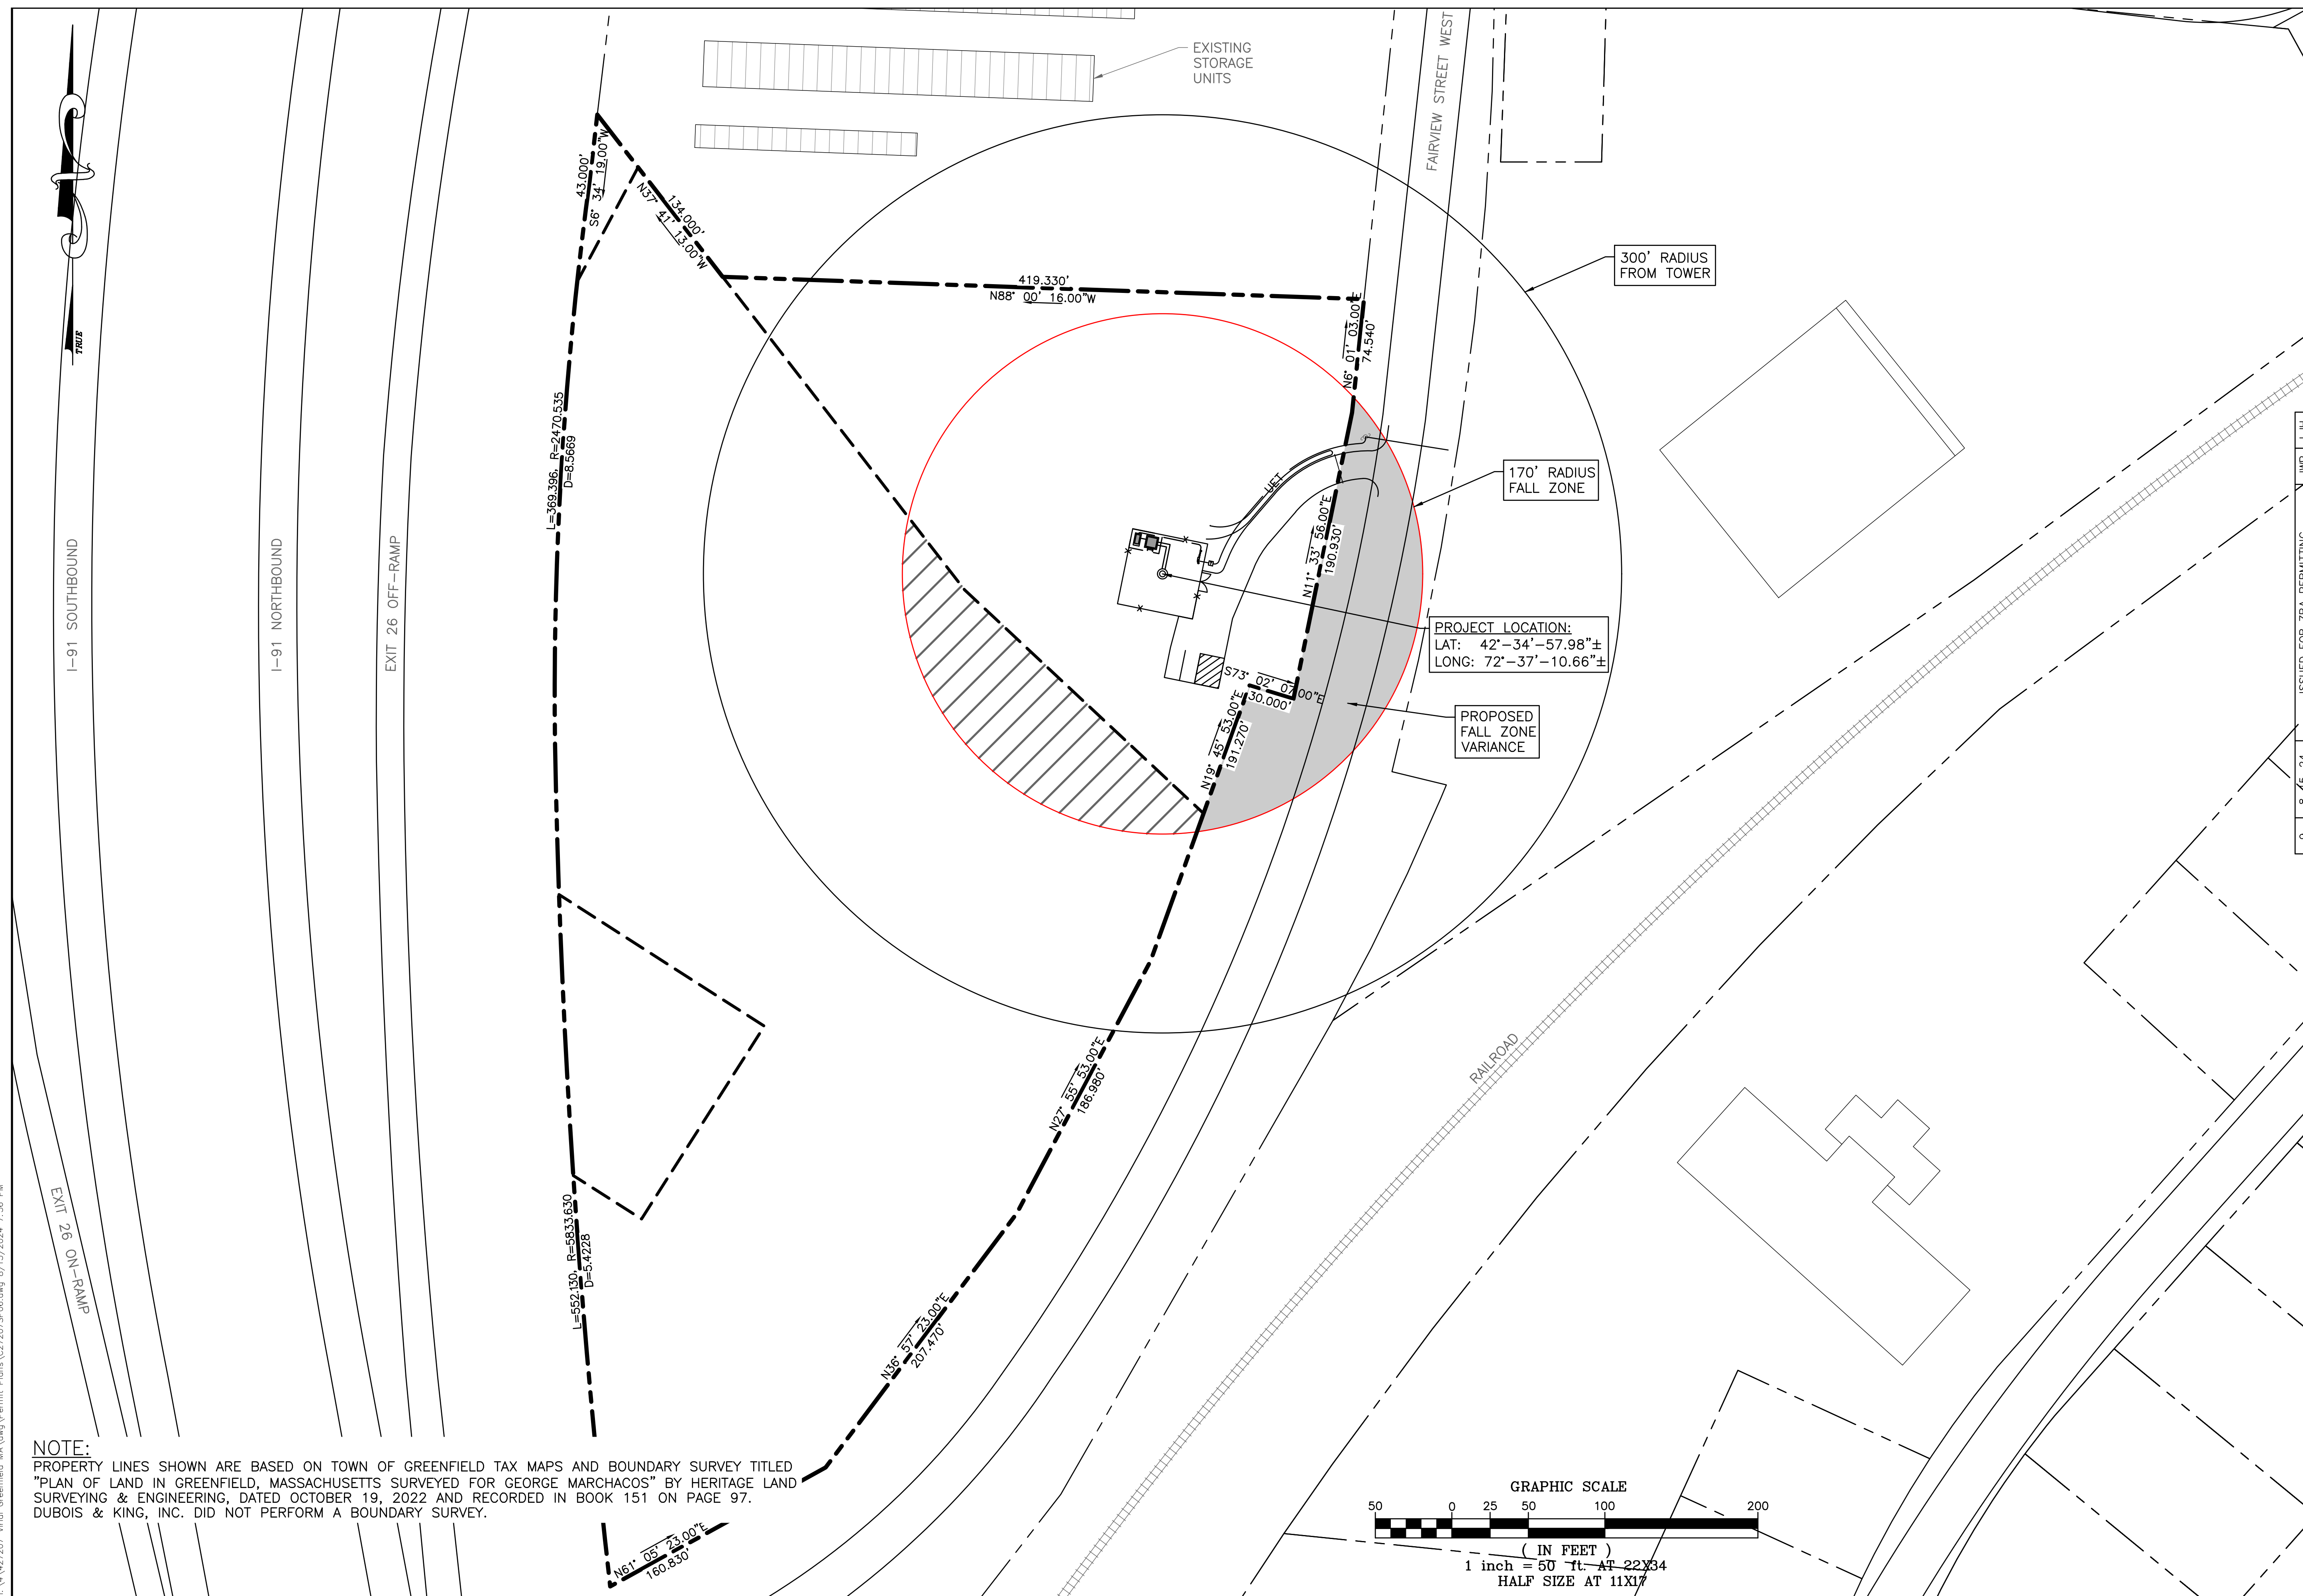 EXISTING
STORAGE
UNITS
FAIRVIEW STREET WEST
TRUE
43.000'
S6° 34' 19.00"W
134.000'
N37° 41' 13.00"W
419.330'
N88° 00' 16.00"W
N6° 01' 03.00"E
74.540'
300' RADIUS
FROM TOWER
L=369.396, R=2470.535
D=8.5669
170' RADIUS
FALL ZONE
UET
N11° 33' 56.00"E
190.930'
I-91 SOUTHBOUND
I-91 NORTHBOUND
EXIT 26 OFF-RAMP
PROJECT LOCATION:
LAT: 42°-34'-57.98"±
LONG: 72°-37'-10.66"±
S73° 02' 07.00"E
30.000'
N19° 45' 53.00"E
191.270'
PROPOSED
FALL ZONE
VARIANCE
ISSUED FOR ZBA PERMITTING
N27° 55' 53.00"E
186.980'
RAILROAD
EXIT 26 ON-RAMP
L=552.130, R=5833.630
D=5.4228
N36° 57' 23.00"E
207.470'
NOTE:
PROPERTY LINES SHOWN ARE BASED ON TOWN OF GREENFIELD TAX MAPS AND BOUNDARY SURVEY TITLED
"PLAN OF LAND IN GREENFIELD, MASSACHUSETTS SURVEYED FOR GEORGE MARCHACOS" BY HERITAGE LAND
SURVEYING & ENGINEERING, DATED OCTOBER 19, 2022 AND RECORDED IN BOOK 151 ON PAGE 97.
DUBOIS & KING, INC. DID NOT PERFORM A BOUNDARY SURVEY.
N61° 05' 23.00"E
160.830'
GRAPHIC SCALE
50 0 25 50 100 200
( IN FEET )
1 inch = 50 ft. AT 22X34
HALF SIZE AT 11X17